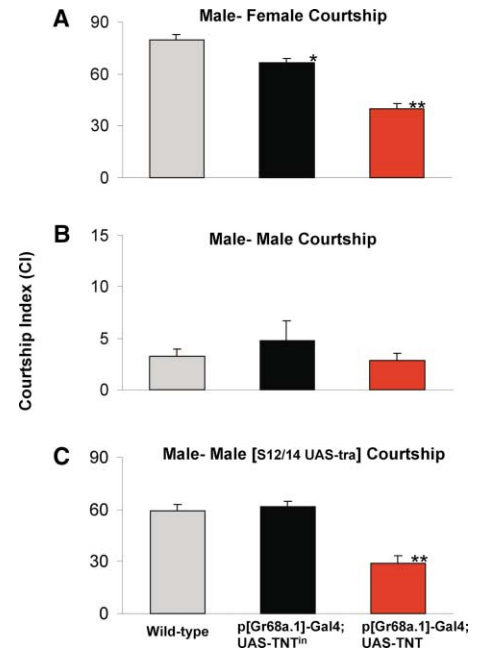 A
Male- Female Courtship
90
60
30
0
*
**
B
Male- Male Courtship
15
10
5
0
Courtship Index (CI)
C
Male- Male [S12/14 UAS-tra] Courtship
90
60
30
0
**
Wild-type
p[Gr68a.1]-Gal4;
UAS-TNTin
p[Gr68a.1]-Gal4;
UAS-TNT